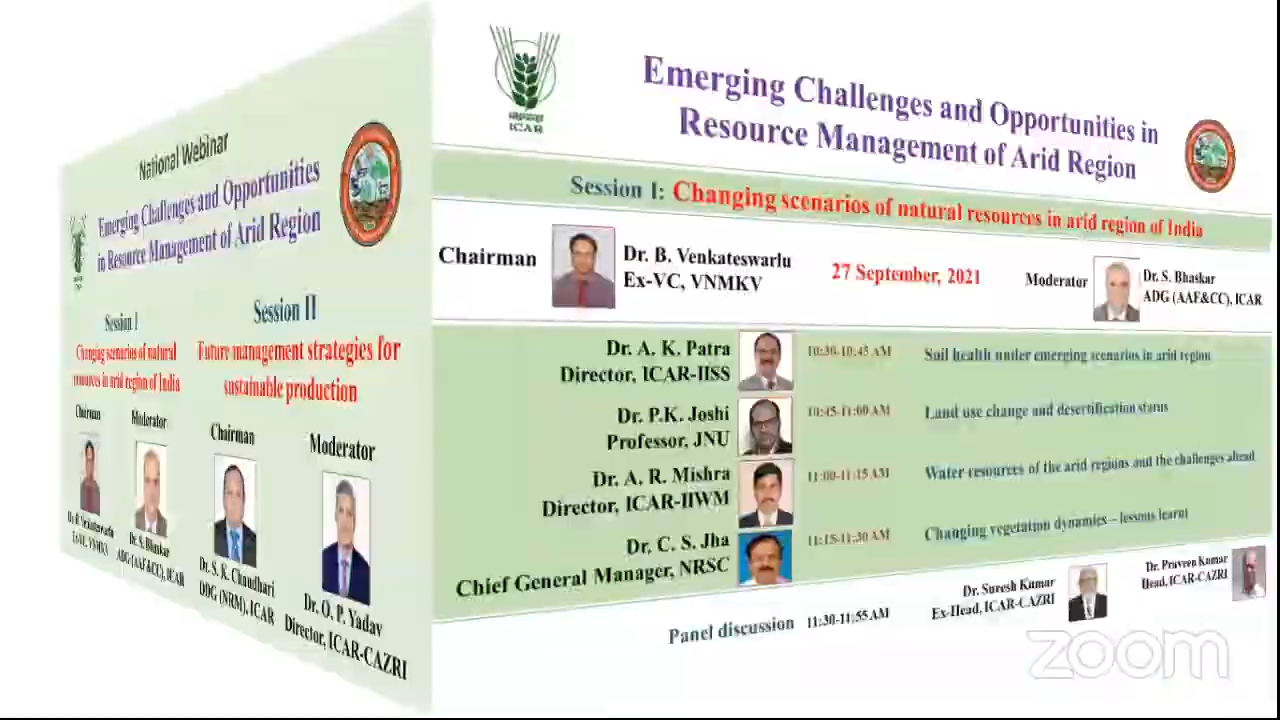 National Webinar
Emerging Challenges and Opportunities
in Resource Management of Arid Region
Session I
Changing scenarios of natural
resources in arid region of India
Chairman
Moderator
Dr. B. Venkateswarlu
Ex-VC, VNMKV
Dr. S. Bhaskar
ADG (AAF&CC), ICAR
Session II
Future management strategies for
sustainable production
Chairman
Moderator
Dr. S. K. Chaudhari
DDG (NRM), ICAR
Dr. O. P. Yadav
Director, ICAR-CAZRI
ICAR
Emerging Challenges and Opportunities in
Resource Management of Arid Region
Session I: Changing scenarios of natural resources in arid region of India
Chairman
Dr. B. Venkateswarlu
Ex-VC, VNMKV
27 September, 2021
Moderator
Dr. S. Bhaskar
ADG (AAF&CC), ICAR
Dr. A. K. Patra
Director, ICAR-IISS
10:30-10:45 AM
Soil health under emerging scenarios in arid region
Dr. P.K. Joshi
Professor, JNU
10:45-11:00 AM
Land use change and desertification status
Dr. A. R. Mishra
Director, ICAR-IIWM
11:00-11:15 AM
Water resources of the arid regions and the challenges ahead
Dr. C. S. Jha
Chief General Manager, NRSC
11:15-11:30 AM
Changing vegetation dynamics – lessons learnt
Panel discussion 11:30-11:55 AM
Dr. Suresh Kumar
Ex-Head, ICAR-CAZRI
Dr. Praveen Kumar
Head, ICAR-CAZRI
zoom